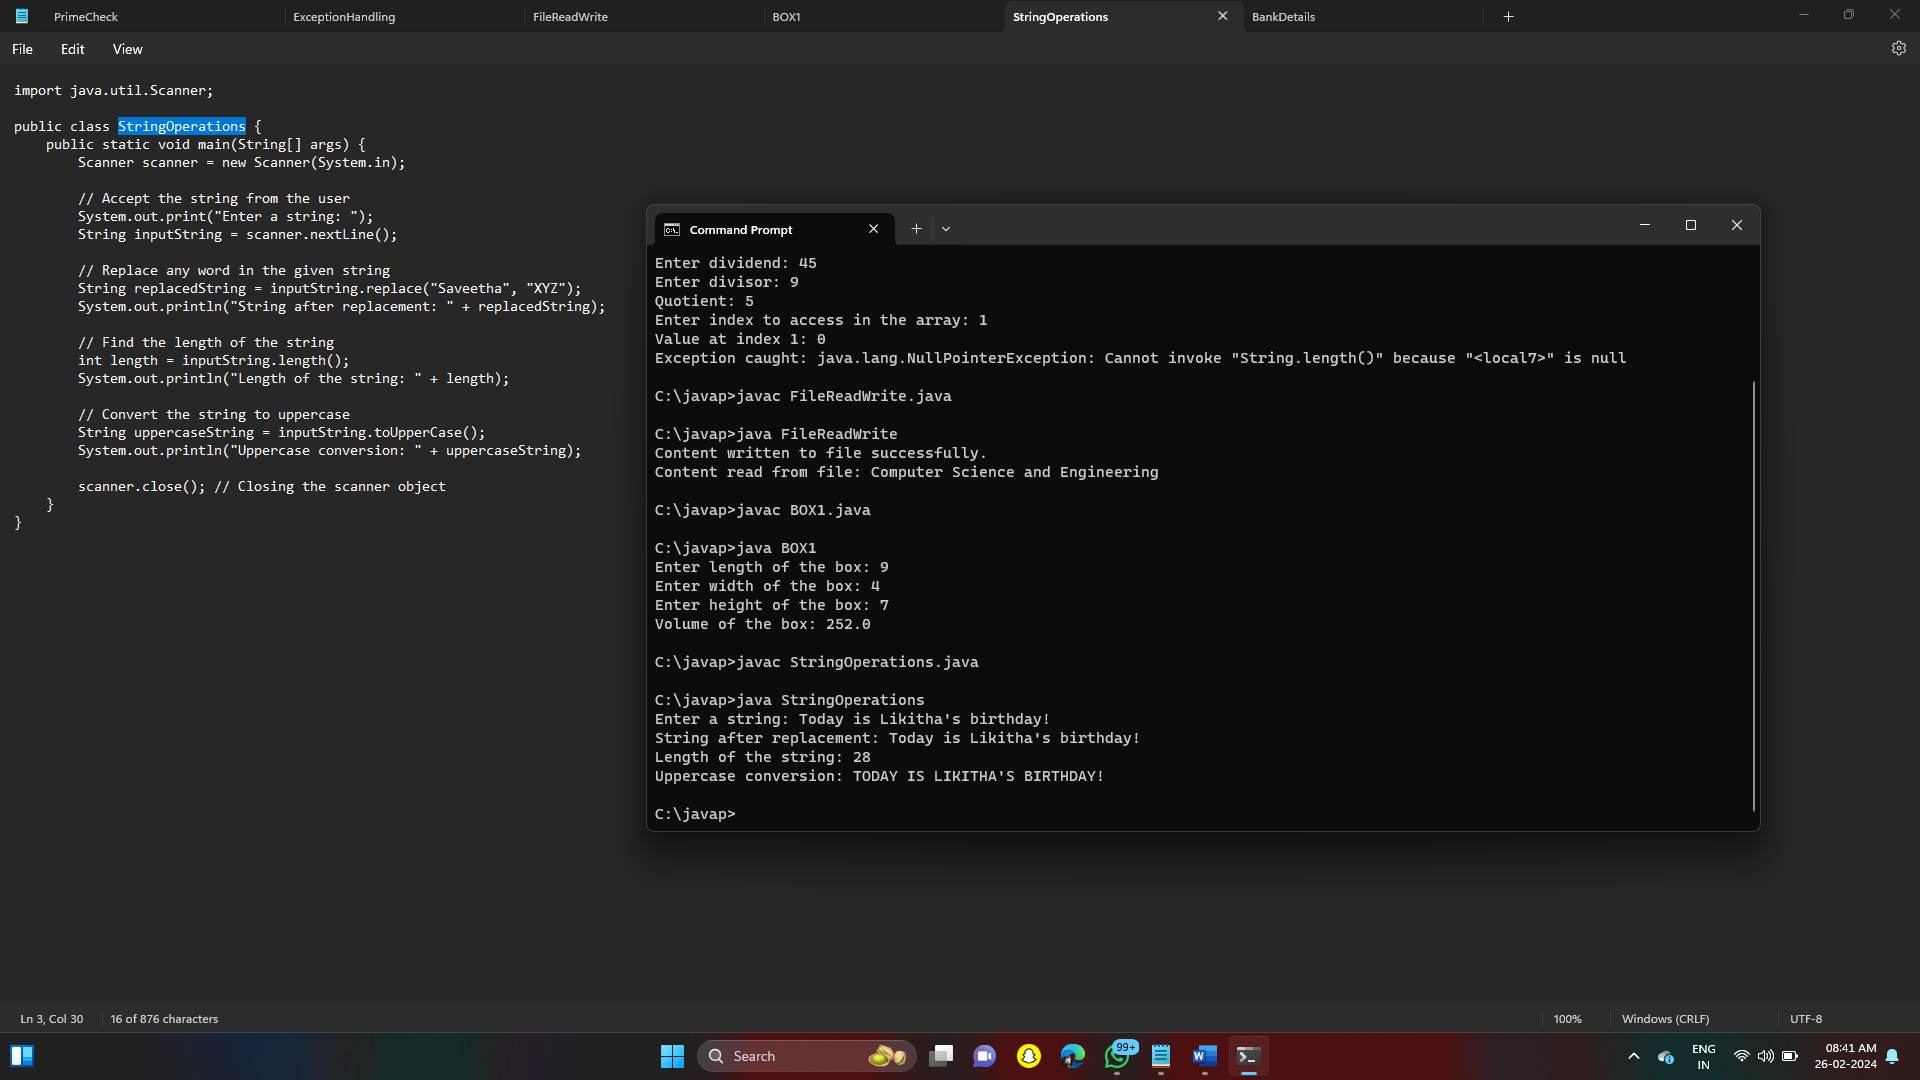 PrimeCheck
ExceptionHandling
FileReadWrite
BOX1
StringOperations
BankDetails
File
Edit
View
import java.util.Scanner;
public class StringOperations {
    public static void main(String[] args) {
        Scanner scanner = new Scanner(System.in);
        // Accept the string from the user
        System.out.print("Enter a string: ");
        String inputString = scanner.nextLine();
        // Replace any word in the given string
        String replacedString = inputString.replace("Saveetha", "XYZ");
        System.out.println("String after replacement: " + replacedString);
        // Find the length of the string
        int length = inputString.length();
        System.out.println("Length of the string: " + length);
        // Convert the string to uppercase
        String uppercaseString = inputString.toUpperCase();
        System.out.println("Uppercase conversion: " + uppercaseString);
        scanner.close(); // Closing the scanner object
    }
}
Command Prompt
Enter dividend: 45
Enter divisor: 9
Quotient: 5
Enter index to access in the array: 1
Value at index 1: 0
Exception caught: java.lang.NullPointerException: Cannot invoke "String.length()" because "<local7>" is null
C:\javap>javac FileReadWrite.java
C:\javap>java FileReadWrite
Content written to file successfully.
Content read from file: Computer Science and Engineering
C:\javap>javac BOX1.java
C:\javap>java BOX1
Enter length of the box: 9
Enter width of the box: 4
Enter height of the box: 7
Volume of the box: 252.0
C:\javap>javac StringOperations.java
C:\javap>java StringOperations
Enter a string: Today is Likitha's birthday!
String after replacement: Today is Likitha's birthday!
Length of the string: 28
Uppercase conversion: TODAY IS LIKITHA'S BIRTHDAY!
C:\javap>
Ln 3, Col 30
16 of 876 characters
100%
Windows (CRLF)
UTF-8
Search
99+
ENG
IN
08:41 AM
26-02-2024